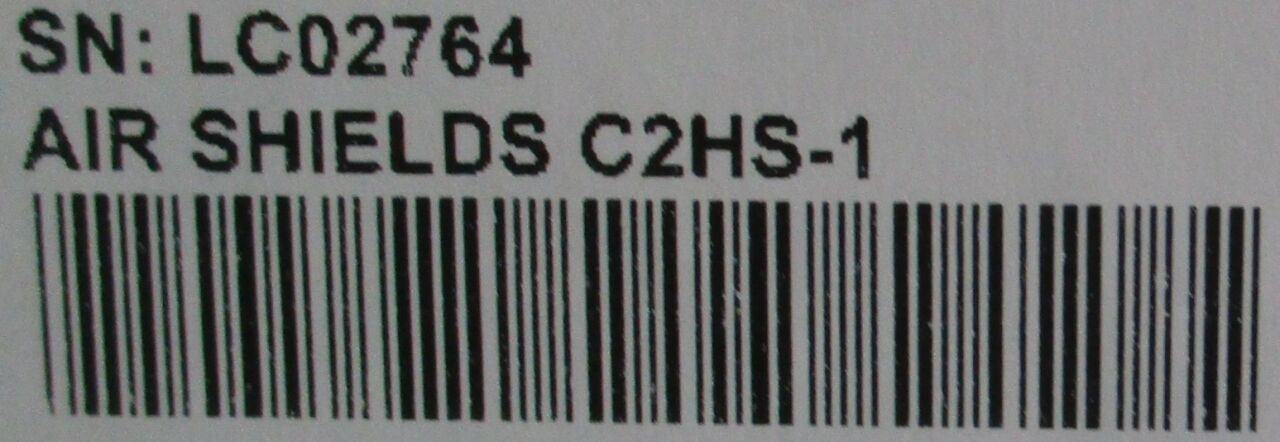 SN: LC02764
AIR SHIELDS C2HS-1